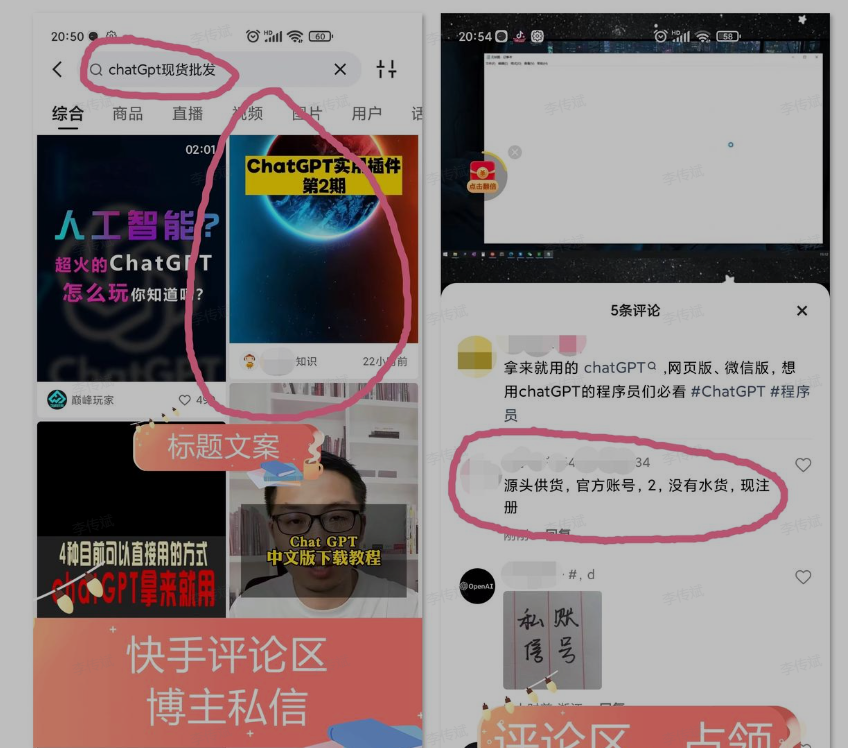 20:50
HD
60
chatGpt现货批发
综合
商品
直播
视频
图片
用户
话
02:01
人工智能?
超火的ChatGPT
怎么玩你知道吗?
ChatGPT
巅峰玩家
ChatGPT实用插件
第2期
知识
22小时前
标题文案
4种目前可以直接用的方式
chatGPT拿来就用
Chat GPT
中文版下载教程
快手评论区
博主私信
20:54
HD
58
点击翻倍
5条评论
拿来就用的 chatGPT ,网页版、微信版，想
用chatGPT的程序员们必看 #ChatGPT #程序
员
34
源头供货, 官方账号, 2, 没有水货, 现注
册
刚刚 回复
OpenAI
·#, d
私 账
信 号
评论区
占领
李传斌